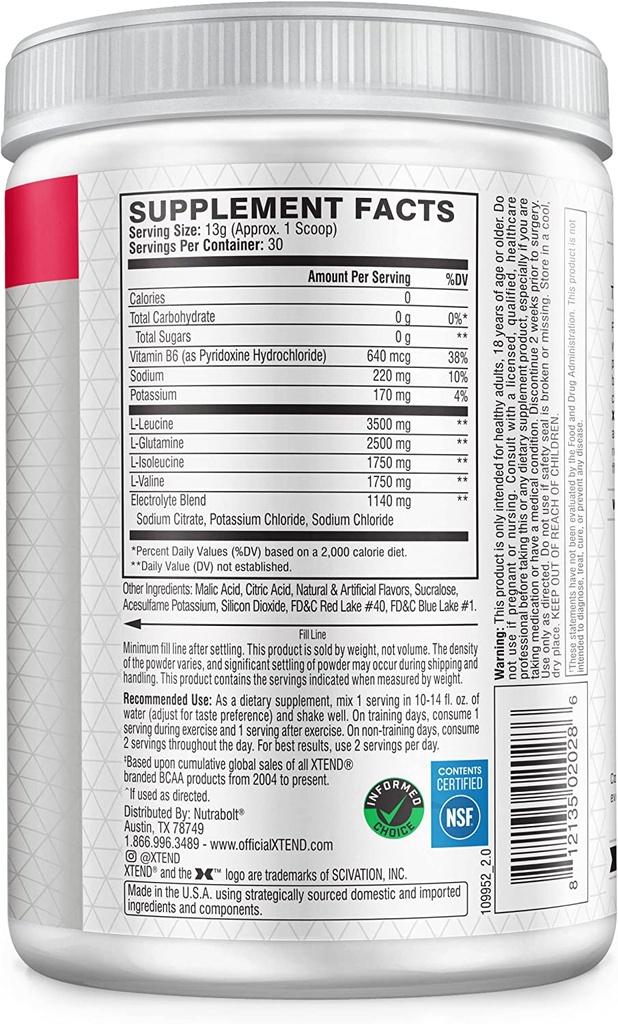 SUPPLEMENT FACTS
Serving Size: 13g (Approx. 1 Scoop)
Servings Per Container: 30
Amount Per Serving %DV
Calories 0
Total Carbohydrate 0 g 0%*
Total Sugars 0 g **
Vitamin B6 (as Pyridoxine Hydrochloride) 640 mcg 38%
Sodium 220 mg 10%
Potassium 170 mg 4%
L-Leucine 3500 mg **
L-Glutamine 2500 mg **
L-Isoleucine 1750 mg **
L-Valine 1750 mg **
Electrolyte Blend 1140 mg **
Sodium Citrate, Potassium Chloride, Sodium Chloride
*Percent Daily Values (%DV) based on a 2,000 calorie diet.
**Daily Value (DV) not established.
Other Ingredients: Malic Acid, Citric Acid, Natural & Artificial Flavors, Sucralose,
Acesulfame Potassium, Silicon Dioxide, FD&C Red Lake #40, FD&C Blue Lake #1.
Fill Line
Minimum fill line after settling. This product is sold by weight, not volume. The density
of the powder varies, and significant settling of powder may occur during shipping and
handling. This product contains the servings indicated when measured by weight.
Recommended Use: As a dietary supplement, mix 1 serving in 10-14 fl. oz. of
water (adjust for taste preference) and shake well. On training days, consume 1
serving during exercise and 1 serving after exercise. On non-training days, consume
2 servings throughout the day. For best results, use 2 servings per day.
‡Based upon cumulative global sales of all XTEND®
branded BCAA products from 2004 to present.
^If used as directed.
Distributed By: Nutrabolt®
Austin, TX 78749
1.866.996.3489 - www.officialXTEND.com
@XTEND
XTEND® and the X™ logo are trademarks of SCIVATION, INC.
Made in the U.S.A. using strategically sourced domestic and imported
ingredients and components.
INFORMED
CHOICE
CONTENTS
CERTIFIED
NSF
109952_2.0
Warning: This product is only intended for healthy adults, 18 years of age or older. Do
not use if pregnant or nursing. Consult with a licensed, qualified, healthcare
professional before taking this or any dietary supplement product, especially if you are
taking medication or have a medical condition. Discontinue 2 weeks prior to surgery.
Use only as directed. Do not use if safety seal is broken or missing. Store in a cool,
dry place. KEEP OUT OF REACH OF CHILDREN.
†These statements have not been evaluated by the Food and Drug Administration. This product is not
intended to diagnose, treat, cure, or prevent any disease.
8 12135 02028 6